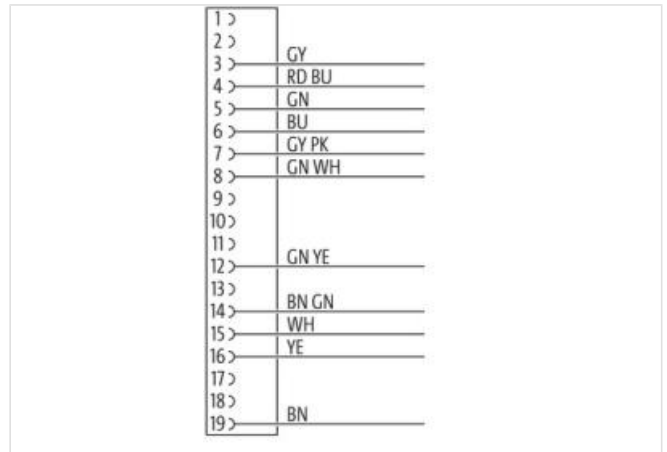 1
2
3 GY
4 RD BU
5 GN
6 BU
7 GY PK
8 GN WH
9
10
11
12 GN YE
13
14 BN GN
15 WH
16 YE
17
18
19 BN